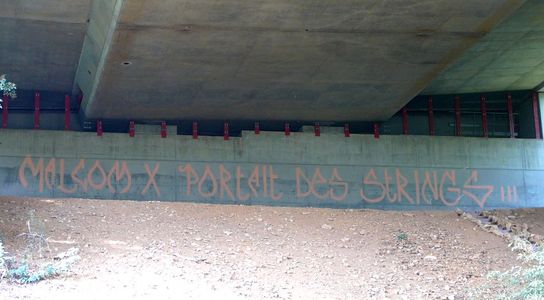 MELCOM X PORTAIT DES STRINGS...